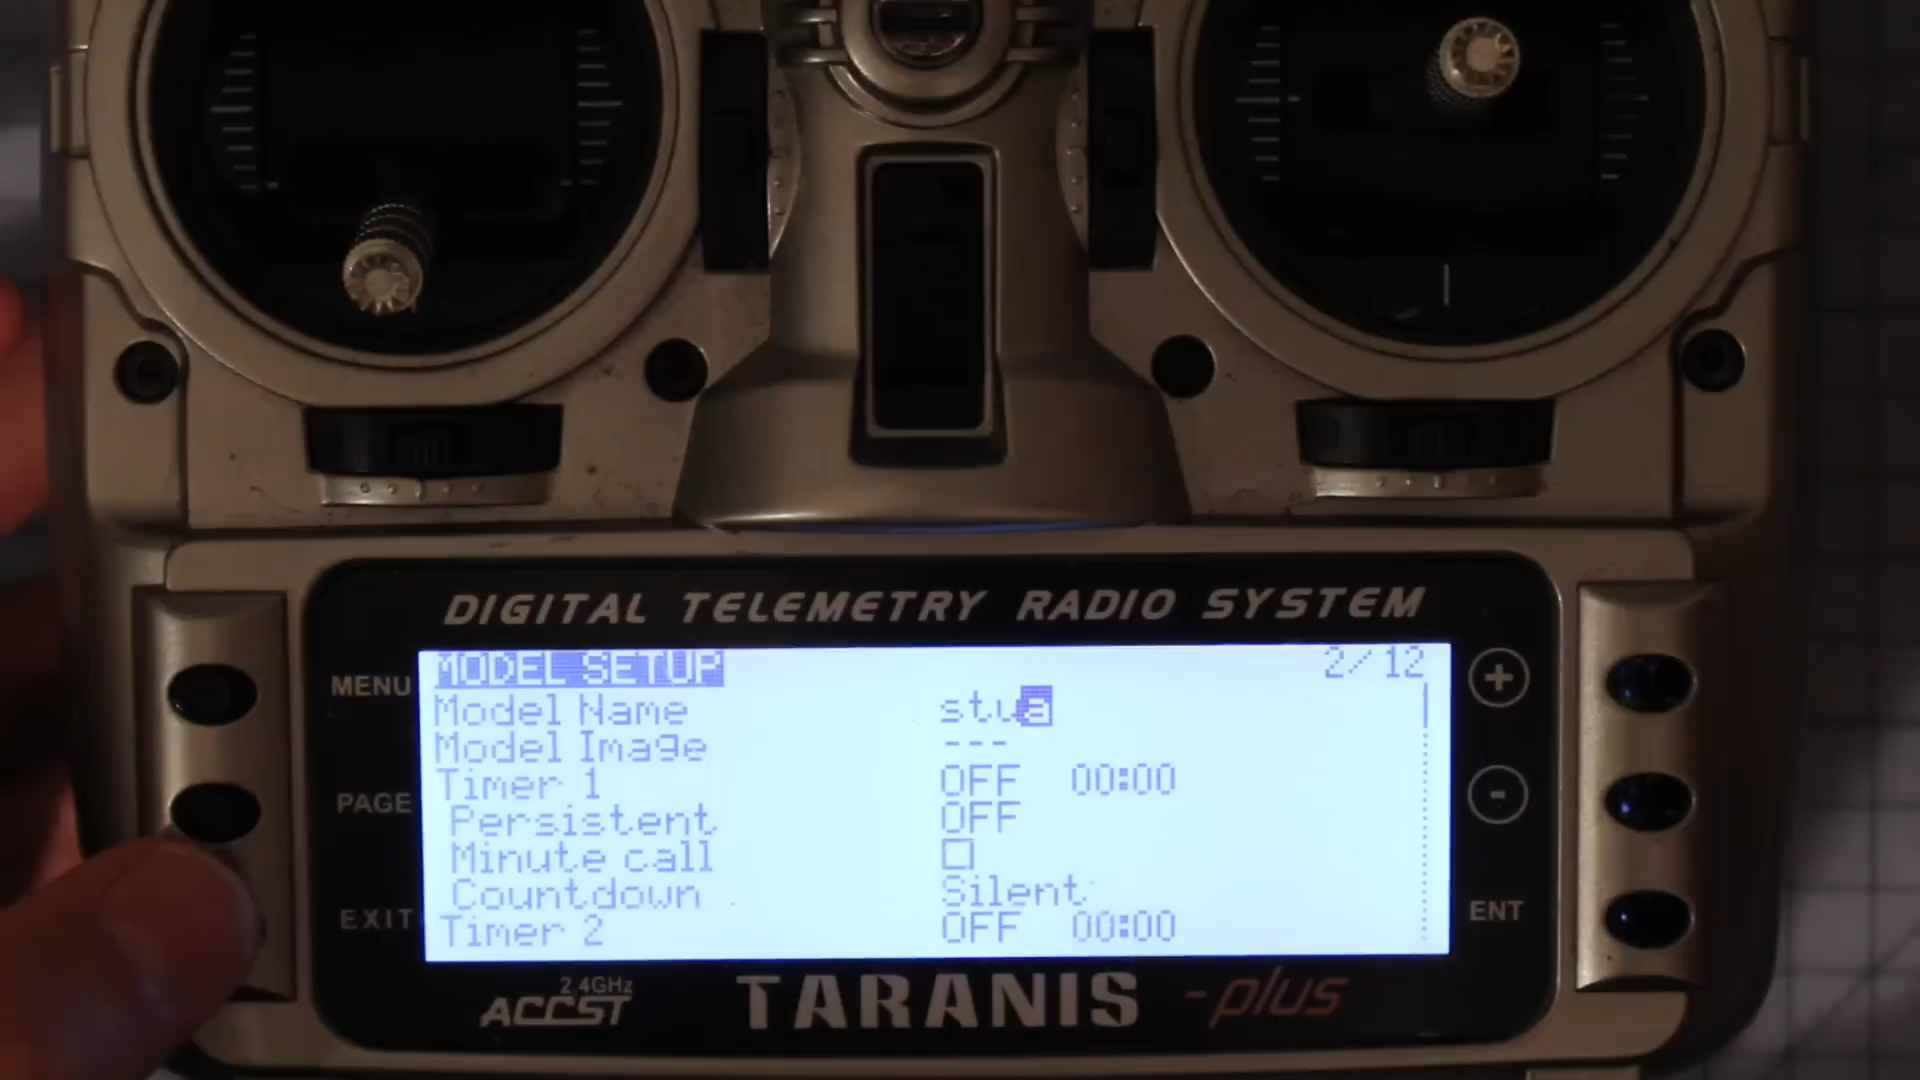 DIGITAL TELEMETRY RADIO SYSTEM
MODEL SETUP 2/12
MENU
Model Name stua
Model Image ---
Timer 1 OFF 00:00
PAGE
Persistent OFF
Minute call
Countdown Silent
EXIT
ENT
Timer 2 OFF 00:00
+
-
2.4GHz
ACCST
TARANIS -plus